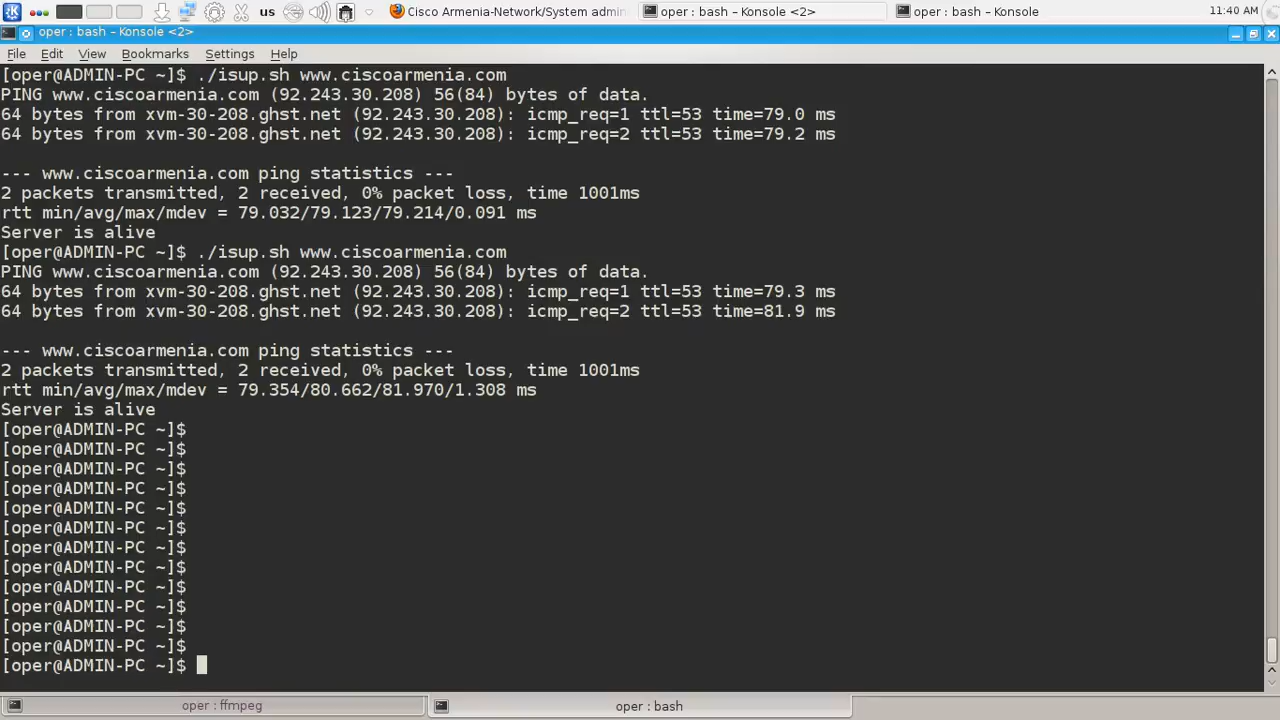 us
Cisco Armenia-Network/System admi
oper : bash – Konsole <2>
oper : bash – Konsole
11:40 AM
oper : bash – Konsole <2>
File Edit View Bookmarks Settings Help
[oper@ADMIN-PC ~]$ ./isup.sh www.ciscoarmenia.com
PING www.ciscoarmenia.com (92.243.30.208) 56(84) bytes of data.
64 bytes from xvm-30-208.ghst.net (92.243.30.208): icmp_req=1 ttl=53 time=79.0 ms
64 bytes from xvm-30-208.ghst.net (92.243.30.208): icmp_req=2 ttl=53 time=79.2 ms
--- www.ciscoarmenia.com ping statistics ---
2 packets transmitted, 2 received, 0% packet loss, time 1001ms
rtt min/avg/max/mdev = 79.032/79.123/79.214/0.091 ms
Server is alive
[oper@ADMIN-PC ~]$ ./isup.sh www.ciscoarmenia.com
PING www.ciscoarmenia.com (92.243.30.208) 56(84) bytes of data.
64 bytes from xvm-30-208.ghst.net (92.243.30.208): icmp_req=1 ttl=53 time=79.3 ms
64 bytes from xvm-30-208.ghst.net (92.243.30.208): icmp_req=2 ttl=53 time=81.9 ms
--- www.ciscoarmenia.com ping statistics ---
2 packets transmitted, 2 received, 0% packet loss, time 1001ms
rtt min/avg/max/mdev = 79.354/80.662/81.970/1.308 ms
Server is alive
[oper@ADMIN-PC ~]$
[oper@ADMIN-PC ~]$
[oper@ADMIN-PC ~]$
[oper@ADMIN-PC ~]$
[oper@ADMIN-PC ~]$
[oper@ADMIN-PC ~]$
[oper@ADMIN-PC ~]$
[oper@ADMIN-PC ~]$
[oper@ADMIN-PC ~]$
[oper@ADMIN-PC ~]$
[oper@ADMIN-PC ~]$
[oper@ADMIN-PC ~]$
[oper@ADMIN-PC ~]$
oper : ffmpeg
oper : bash